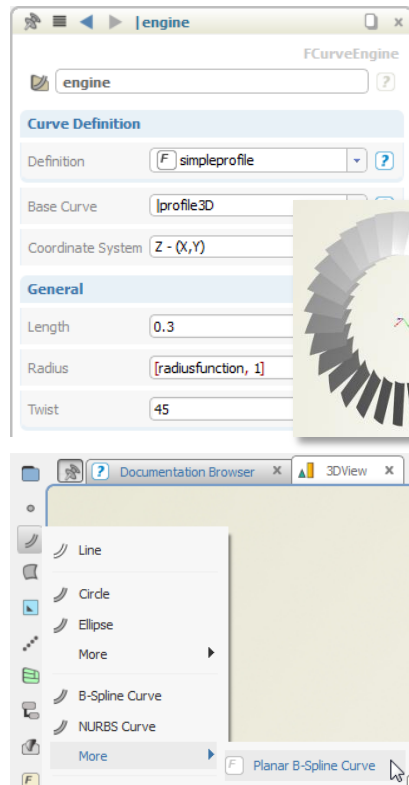 |engine
FCurveEngine
engine
?
Curve Definition
Definition F simpleprofile ?
Base Curve |profile3D
Coordinate System Z - (X,Y)
General
Length 0.3
Radius [radiusfunction, 1]
Twist 45
? Documentation Browser X 3DView X
Line
Circle
Ellipse
More
B-Spline Curve
NURBS Curve
More
F Planar B-Spline Curve
F